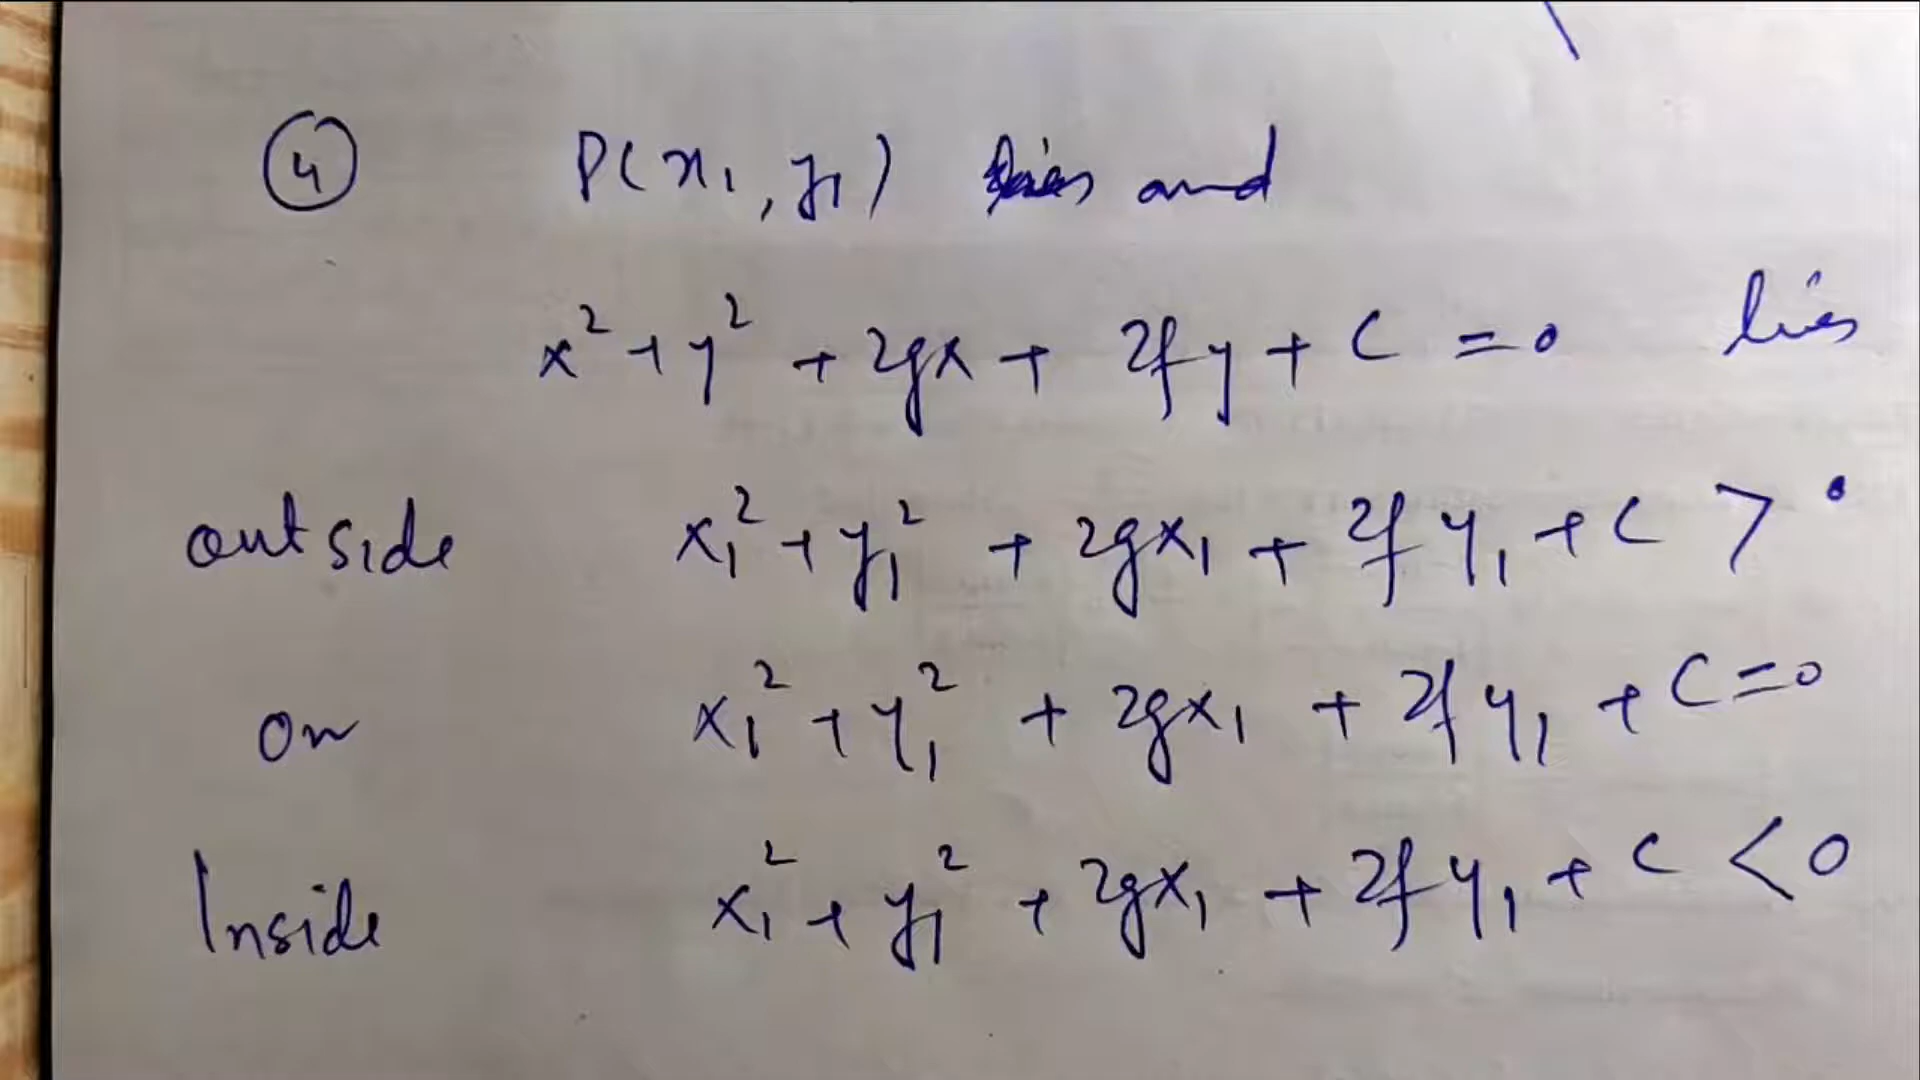 ④ P(x₁, y₁) and
x² + y² + 2gx + 2fy + C = 0 lies
outside x₁² + y₁² + 2gx₁ + 2fy₁ + C > 0
on x₁² + y₁² + 2gx₁ + 2fy₁ + C = 0
Inside x₁² + y₁² + 2gx₁ + 2fy₁ + C < 0